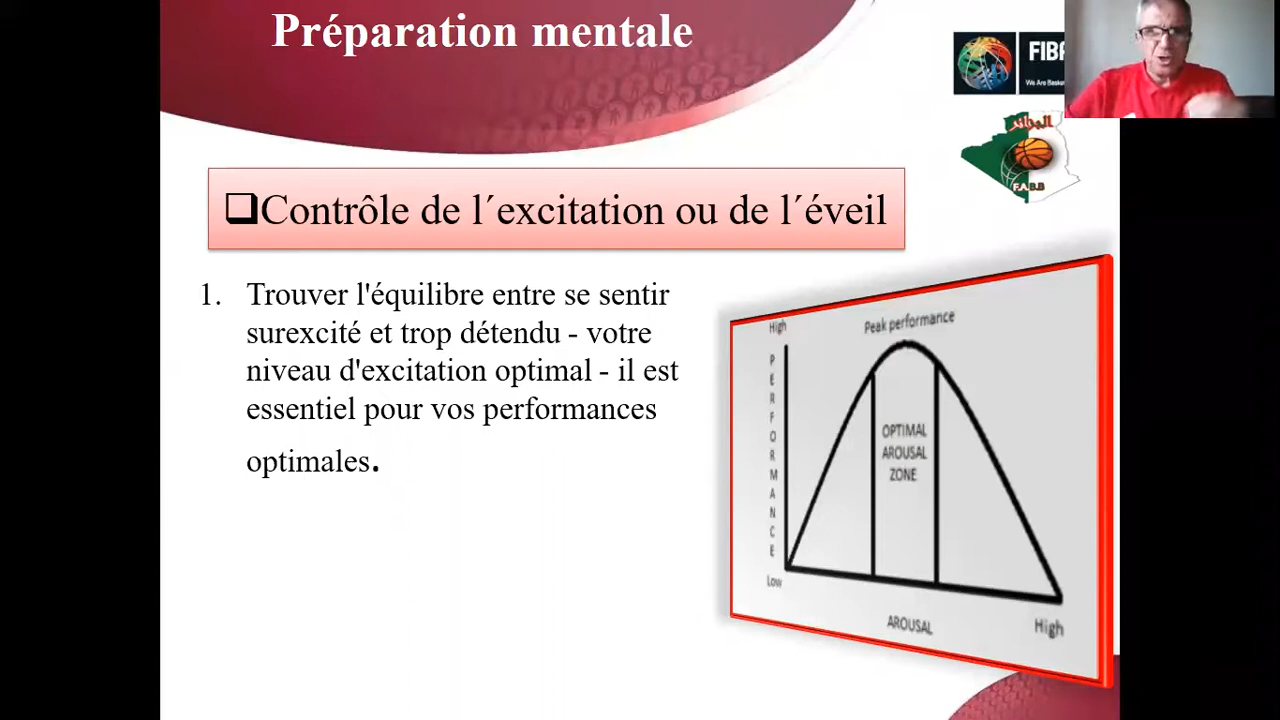 Préparation mentale
FIBA
We Are Basket
الجزائر
F.A.B.B
❑Contrôle de l´excitation ou de l´éveil
1. Trouver l'équilibre entre se sentir
surexcité et trop détendu - votre
niveau d'excitation optimal - il est
essentiel pour vos performances
optimales.
High
Peak performance
PERFORMANCE
OPTIMAL
AROUSAL
ZONE
Low
AROUSAL
High